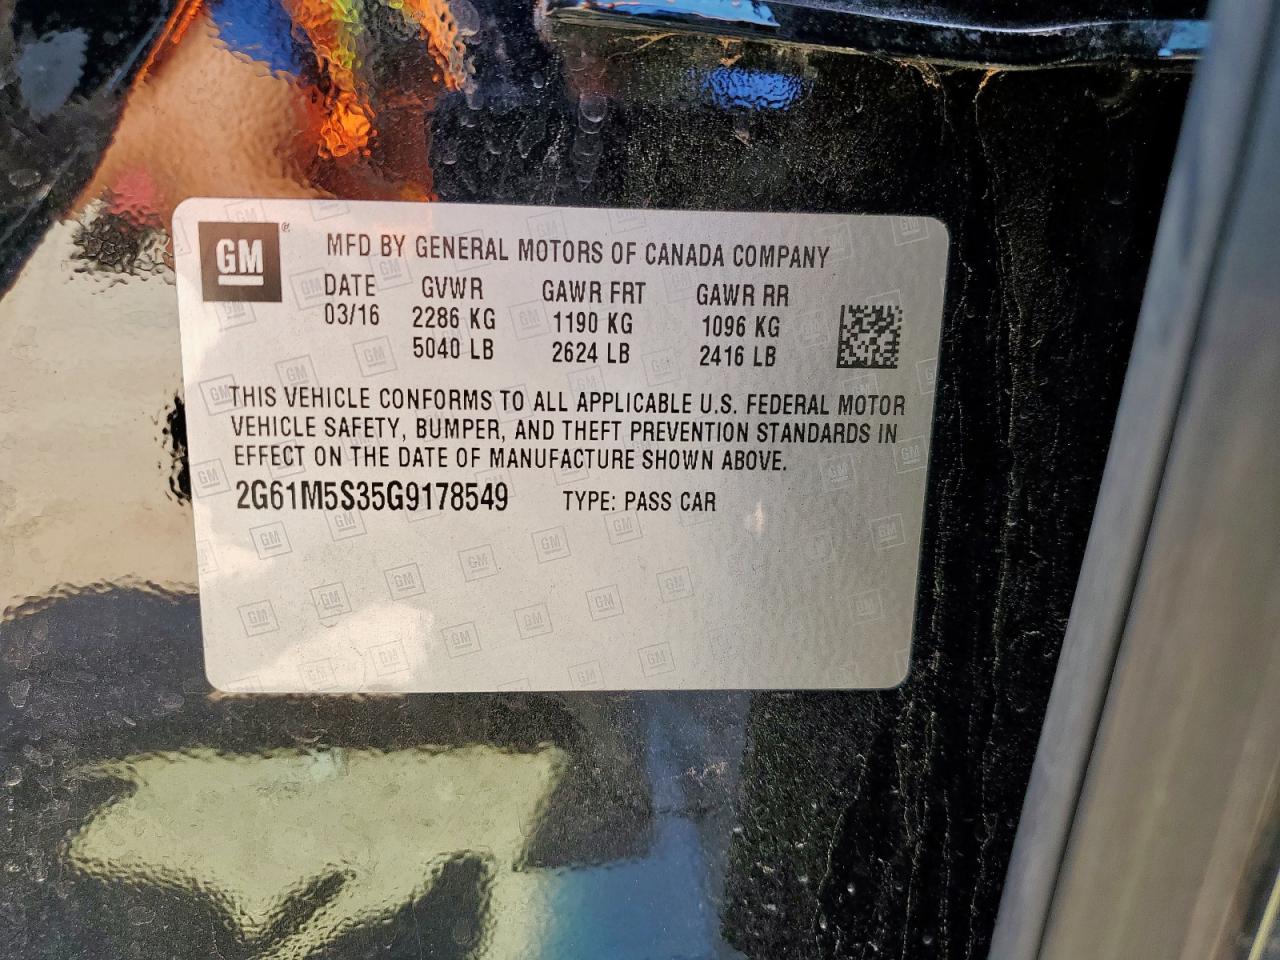 GM ® MFD BY GENERAL MOTORS OF CANADA COMPANY
DATE GVWR GAWR FRT GAWR RR
03/16 2286 KG 1190 KG 1096 KG
5040 LB 2624 LB 2416 LB
THIS VEHICLE CONFORMS TO ALL APPLICABLE U.S. FEDERAL MOTOR
VEHICLE SAFETY, BUMPER, AND THEFT PREVENTION STANDARDS IN
EFFECT ON THE DATE OF MANUFACTURE SHOWN ABOVE.
2G61M5S35G9178549 TYPE: PASS CAR